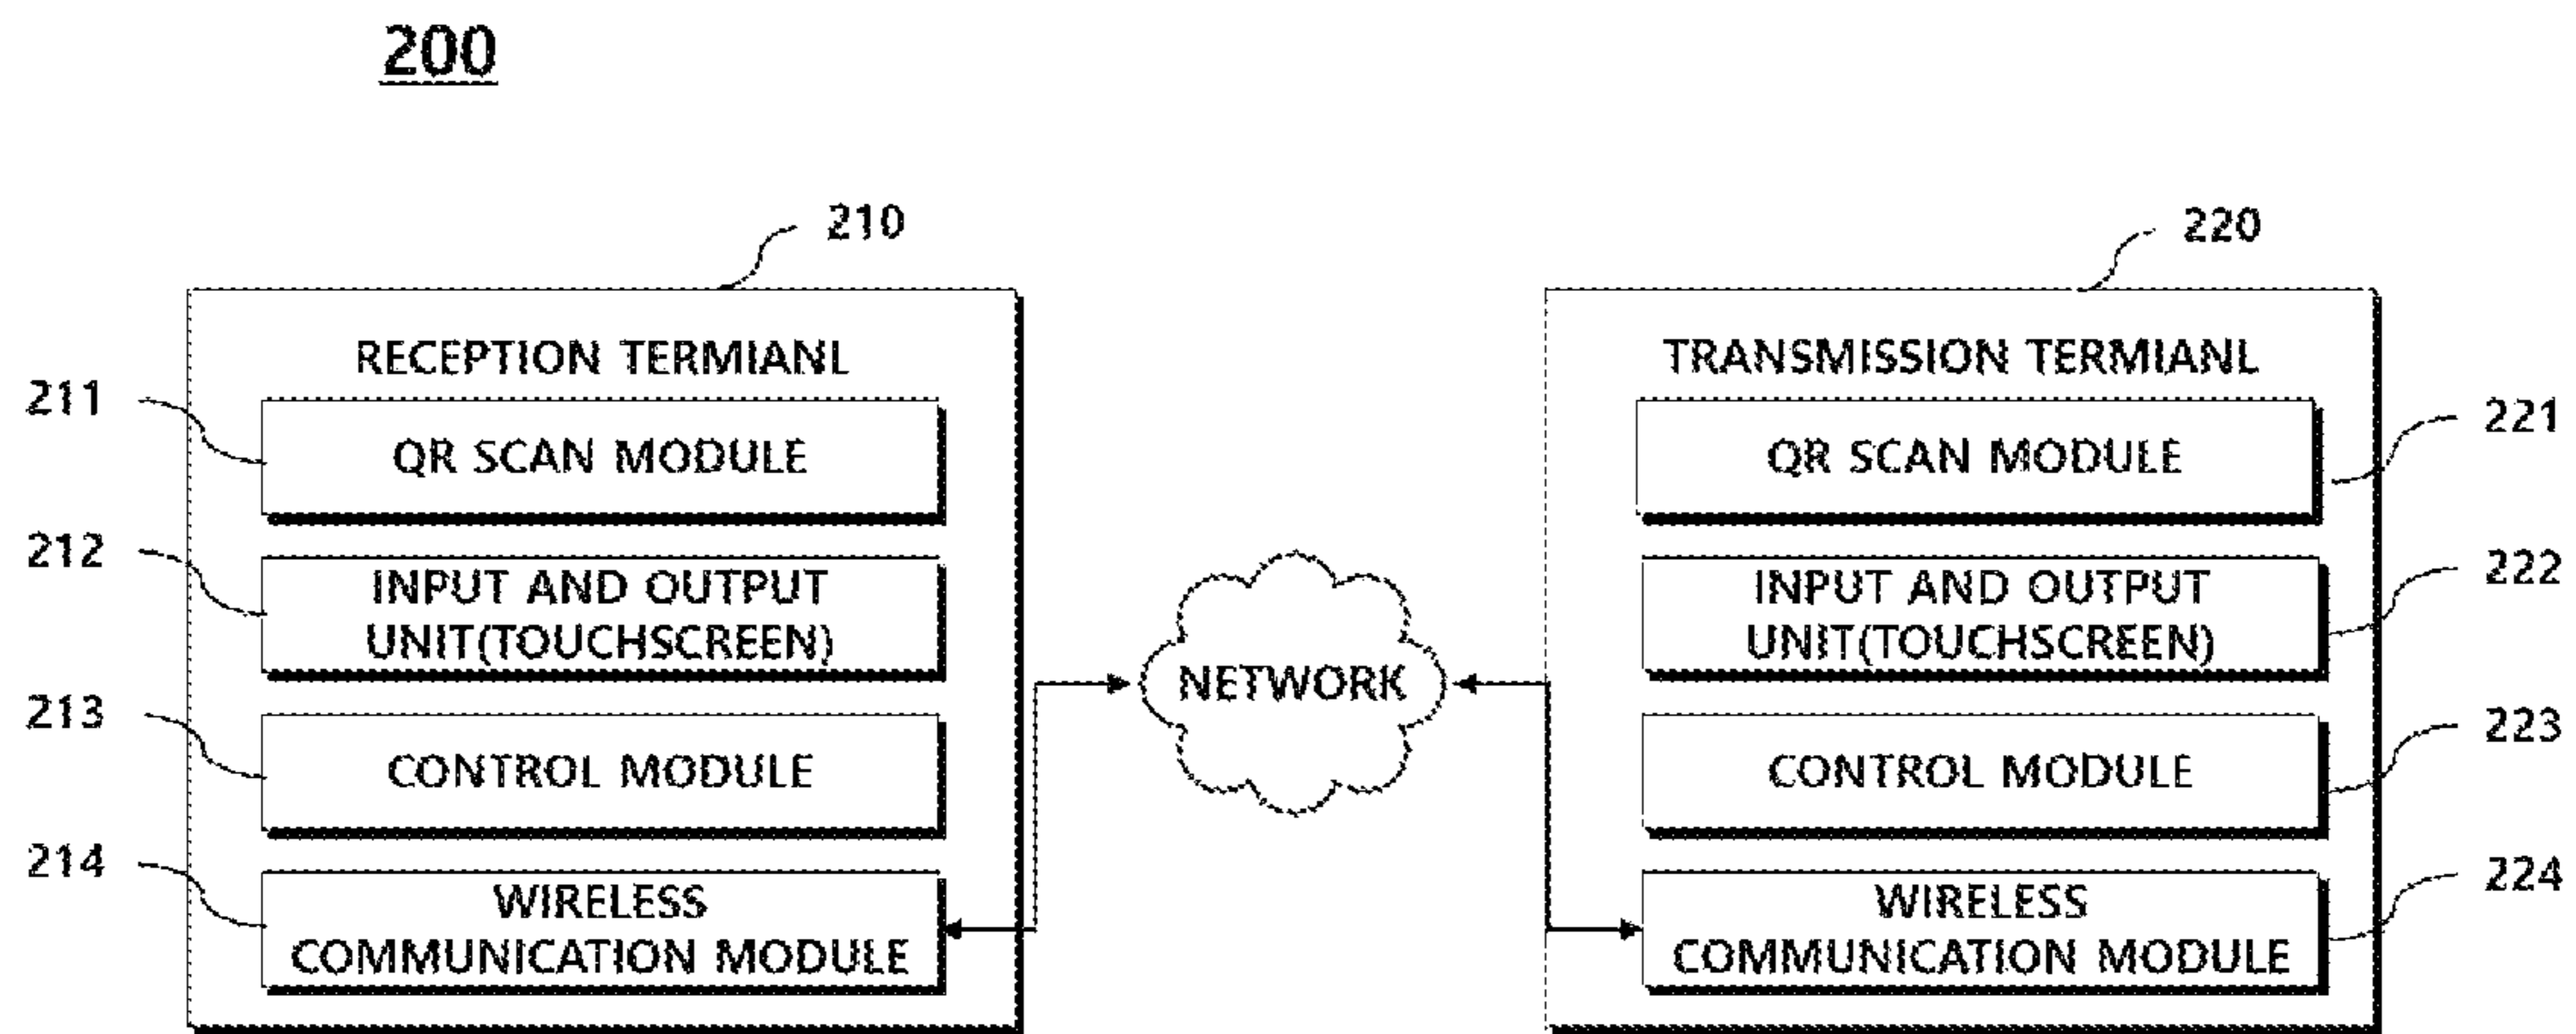 200
210
RECEPTION TERMIANL
211
QR SCAN MODULE
212
INPUT AND OUTPUT
UNIT(TOUCHSCREEN)
213
CONTROL MODULE
214
WIRELESS
COMMUNICATION MODULE
NETWORK
220
TRANSMISSION TERMIANL
QR SCAN MODULE
221
INPUT AND OUTPUT
UNIT(TOUCHSCREEN)
222
CONTROL MODULE
223
WIRELESS
COMMUNICATION MODULE
224